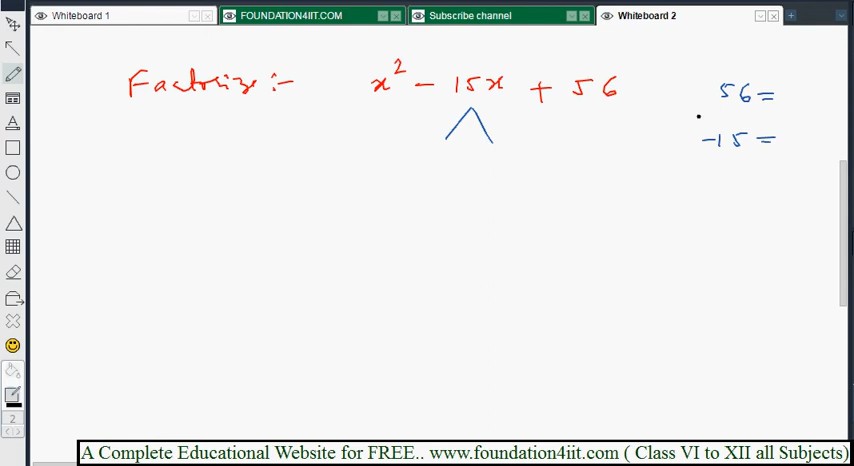 Whiteboard 1
FOUNDATION4IIT.COM
Subscribe channel
Whiteboard 2
Factorize :- x² - 15x + 56
56 =
-15 =
2
A Complete Educational Website for FREE.. www.foundation4iit.com ( Class VI to XII all Subjects)